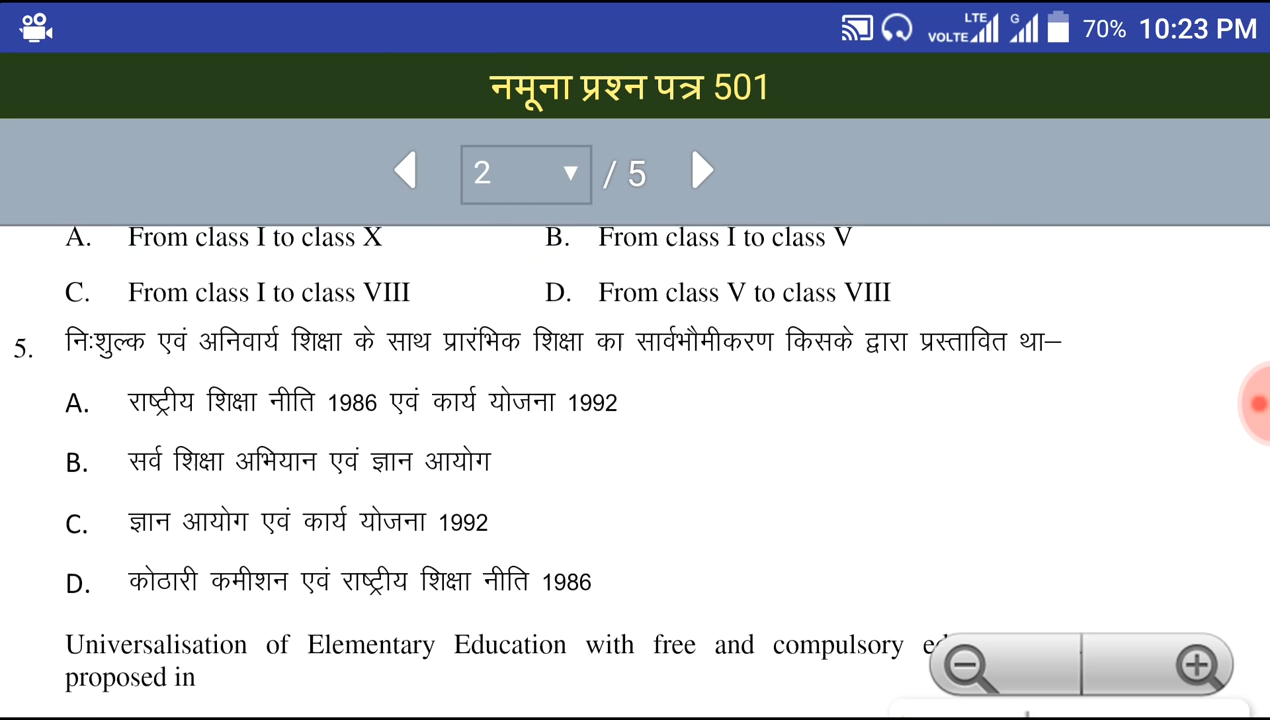 LTE
VOLTE
G
70% 10:23 PM
नमूना प्रश्न पत्र 501
2 / 5
A. From class I to class X B. From class I to class V
C. From class I to class VIII D. From class V to class VIII
5. निःशुल्क एवं अनिवार्य शिक्षा के साथ प्रारंभिक शिक्षा का सार्वभौमीकरण किसके द्वारा प्रस्तावित था–
A. राष्ट्रीय शिक्षा नीति 1986 एवं कार्य योजना 1992
B. सर्व शिक्षा अभियान एवं ज्ञान आयोग
C. ज्ञान आयोग एवं कार्य योजना 1992
D. कोठारी कमीशन एवं राष्ट्रीय शिक्षा नीति 1986
Universalisation of Elementary Education with free and compulsory
proposed in